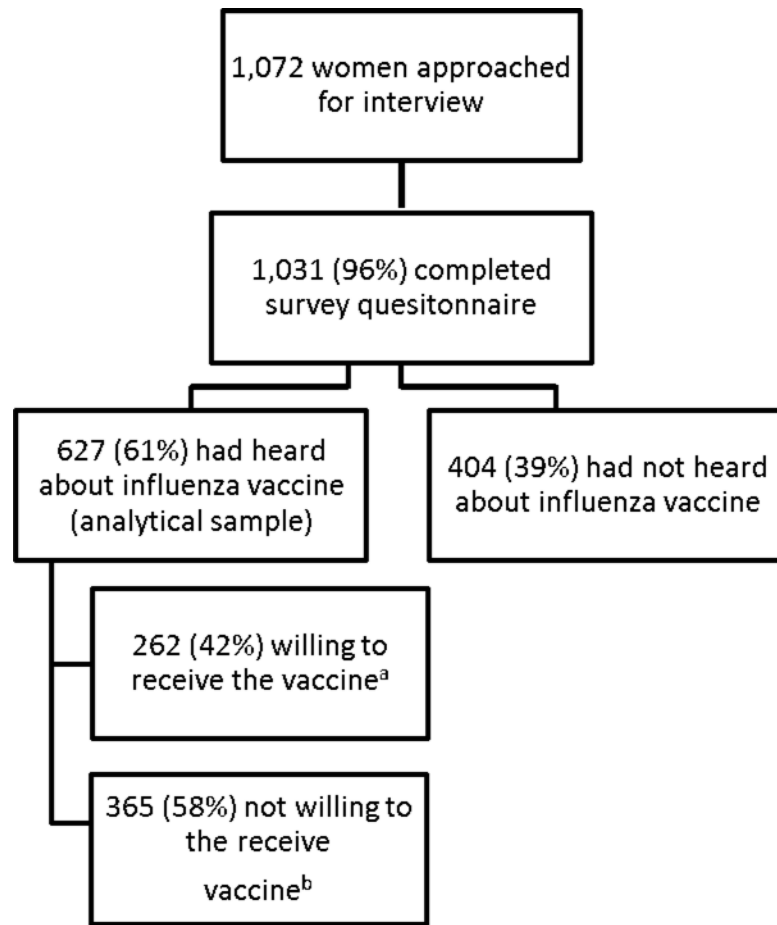 1,072 women approached
for interview
1,031 (96%) completed
survey quesitonnaire
627 (61%) had heard
about influenza vaccine
(analytical sample)
404 (39%) had not heard
about influenza vaccine
262 (42%) willing to
receive the vaccineᵃ
365 (58%) not willing to
the receive
vaccineᵇ